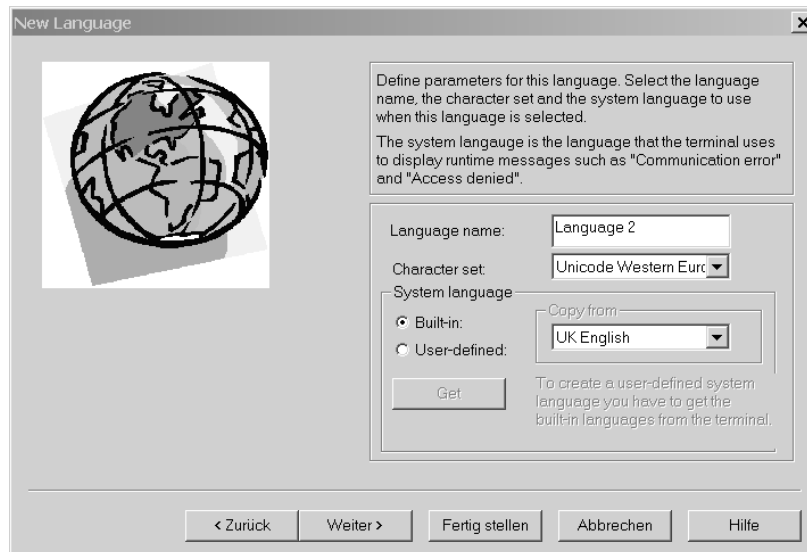 New Language
Define parameters for this language. Select the language
name, the character set and the system language to use
when this language is selected.
The system langauge is the language that the terminal uses
to display runtime messages such as "Communication error"
and "Access denied".
Language name:
Language 2
Character set:
Unicode Western Eurc
System language
Built-in:
User-defined:
Copy from
UK English
Get
To create a user-defined system
language you have to get the
built-in languages from the terminal.
< Zurück
Weiter >
Fertig stellen
Abbrechen
Hilfe